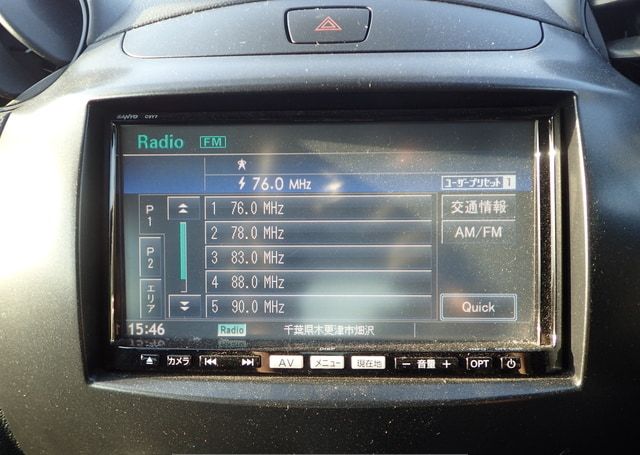 SANYO
Radio FM
76.0 MHz
ユーザープリセット 1
P1
P2
エリア
1 76.0 MHz
2 78.0 MHz
3 83.0 MHz
4 88.0 MHz
5 90.0 MHz
交通情報
AM/FM
Quick
15:46
Radio
千葉県木更津市畑沢
カメラ
AV
メニュー
現在地
− 音量 +
OPT